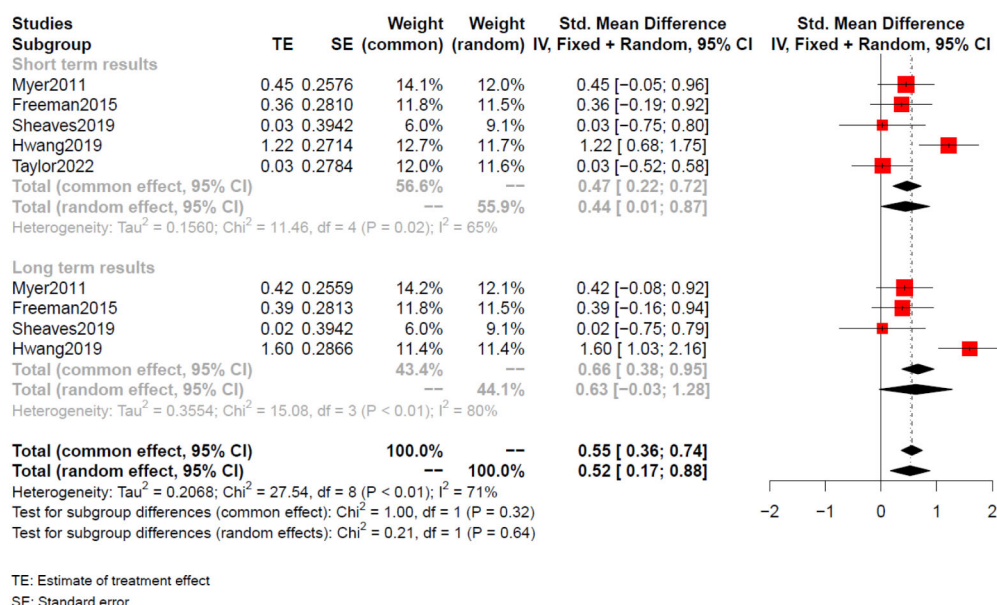 Studies Weight Weight Std. Mean Difference Std. Mean Difference
Subgroup TE SE (common) (random) IV, Fixed + Random, 95% CI IV, Fixed + Random, 95% CI
Short term results
Myer2011 0.45 0.2576 14.1% 12.0% 0.45 [−0.05; 0.96]
Freeman2015 0.36 0.2810 11.8% 11.5% 0.36 [−0.19; 0.92]
Sheaves2019 0.03 0.3942 6.0% 9.1% 0.03 [−0.75; 0.80]
Hwang2019 1.22 0.2714 12.7% 11.7% 1.22 [ 0.68; 1.75]
Taylor2022 0.03 0.2784 12.0% 11.6% 0.03 [−0.52; 0.58]
Total (common effect, 95% CI) 56.6% −− 0.47 [ 0.22; 0.72]
Total (random effect, 95% CI) −− 55.9% 0.44 [ 0.01; 0.87]
Heterogeneity: Tau² = 0.1560; Chi² = 11.46, df = 4 (P = 0.02); I² = 65%
Long term results
Myer2011 0.42 0.2559 14.2% 12.1% 0.42 [−0.08; 0.92]
Freeman2015 0.39 0.2813 11.8% 11.5% 0.39 [−0.16; 0.94]
Sheaves2019 0.02 0.3942 6.0% 9.1% 0.02 [−0.75; 0.79]
Hwang2019 1.60 0.2866 11.4% 11.4% 1.60 [ 1.03; 2.16]
Total (common effect, 95% CI) 43.4% −− 0.66 [ 0.38; 0.95]
Total (random effect, 95% CI) −− 44.1% 0.63 [−0.03; 1.28]
Heterogeneity: Tau² = 0.3554; Chi² = 15.08, df = 3 (P < 0.01); I² = 80%
Total (common effect, 95% CI) 100.0% −− 0.55 [ 0.36; 0.74]
Total (random effect, 95% CI) −− 100.0% 0.52 [ 0.17; 0.88]
Heterogeneity: Tau² = 0.2068; Chi² = 27.54, df = 8 (P < 0.01); I² = 71%
Test for subgroup differences (common effect): Chi² = 1.00, df = 1 (P = 0.32)
Test for subgroup differences (random effects): Chi² = 0.21, df = 1 (P = 0.64)
−2 −1 0 1 2
TE: Estimate of treatment effect
SE: Standard error